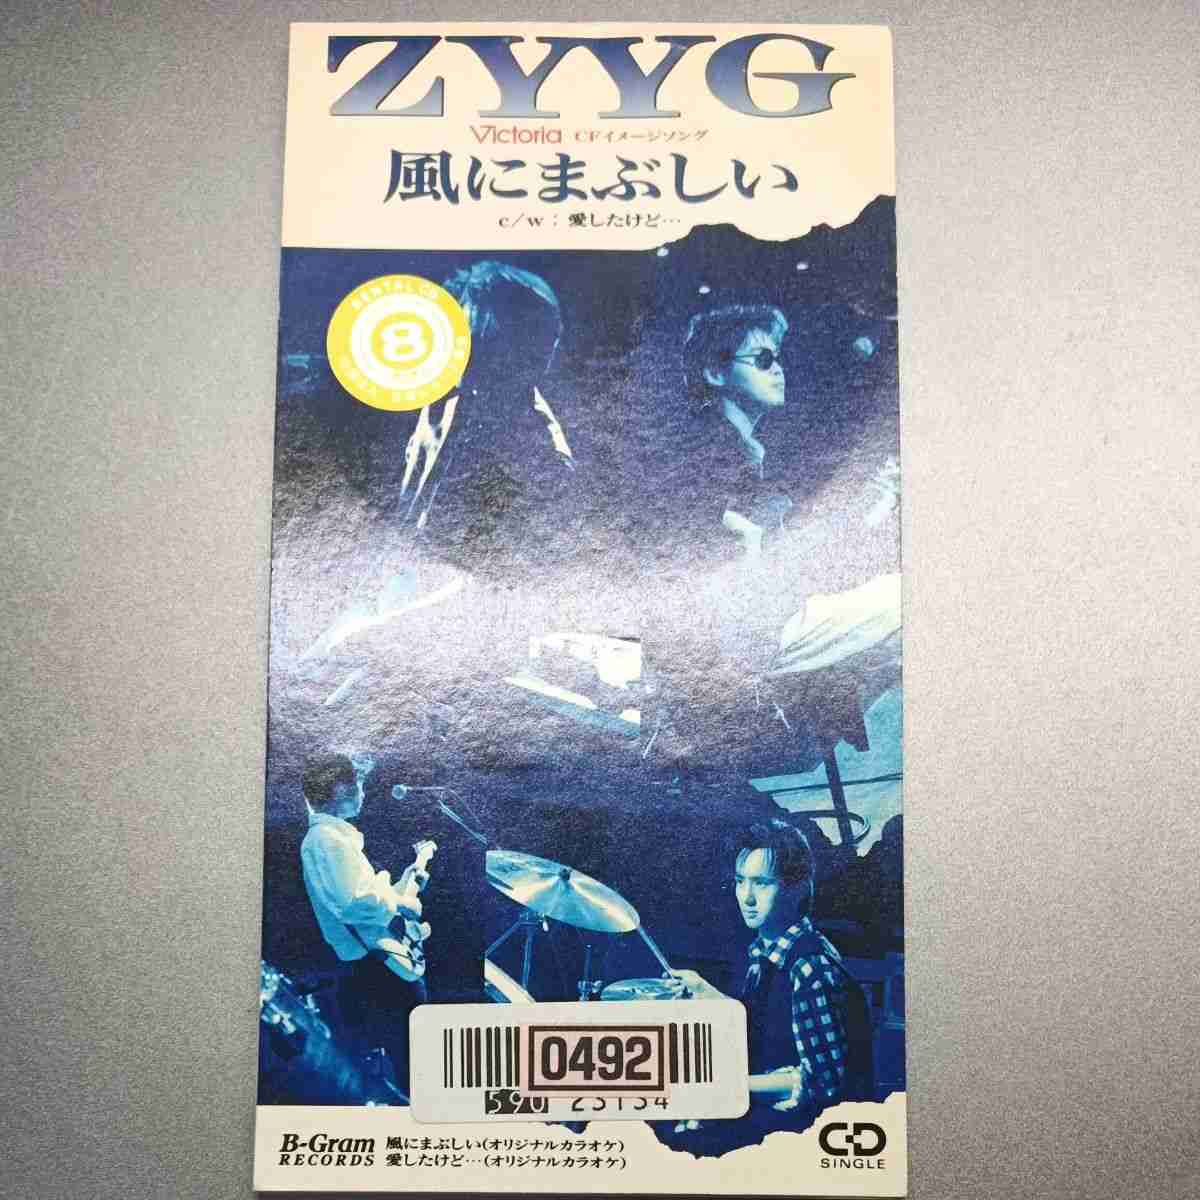 ZYYG
Victoria CFイメージソング
風にまぶしい
c/w : 愛したけど…
RENTAL CD
8
0492
590 23134
B-Gram
RECORDS
風にまぶしい(オリジナルカラオケ)
愛したけど…(オリジナルカラオケ)
CD
SINGLE